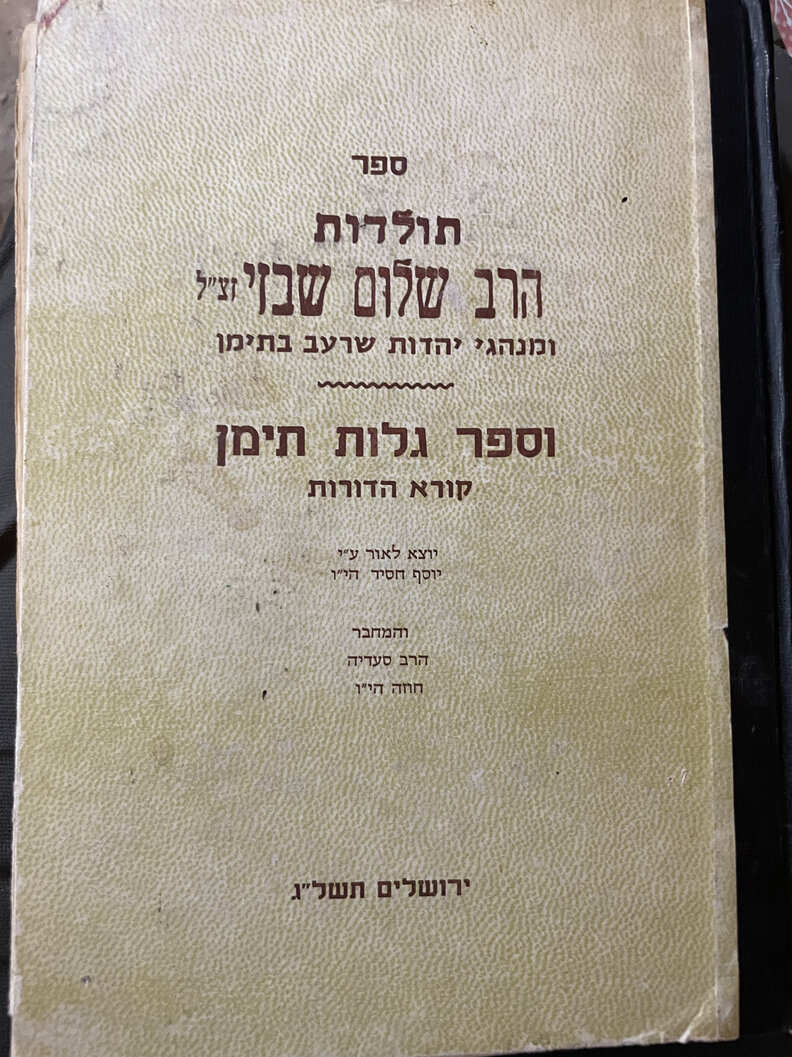 ספר
תולדות
הרב שלום שבזי זצ״ל
ומנהגי יהדות שרעב בתימן
וספר גלות תימן
קורא הדורות
יוצא לאור ע״י
יוסף חסיד הי״ו
והמחבר
הרב סעדיה
חוזה הי״ו
ירושלים תשל״ג